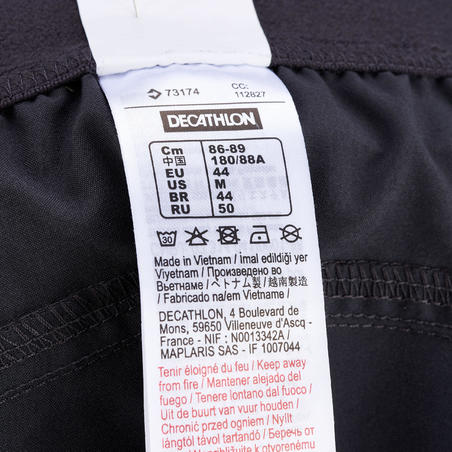 73174 CC: 112827
DECATHLON
Cm 86-89
中国 180/88A
EU 44
US M
BR 44
RU 50
30
Made in Vietnam / imal edildiği yer
Viyetnam / Произведено во
Вьетнаме / ベトナム製 / 越南製造
/ Fabricado na/em Vietname
DECATHLON, 4 Boulevard de
Mons, 59650 Villeneuve d'Ascq -
France - NIF : N0013342A /
MAPLARIS SAS - IF 1007044
Tenir éloigné du feu / Keep away
from fire / Mantener alejado del
fuego / Tenere lontano dal fuoco /
Uit de buurt van vuur houden /
Chronić przed ogniem / Nyílt
lángtól távol tartandó / Беречь от